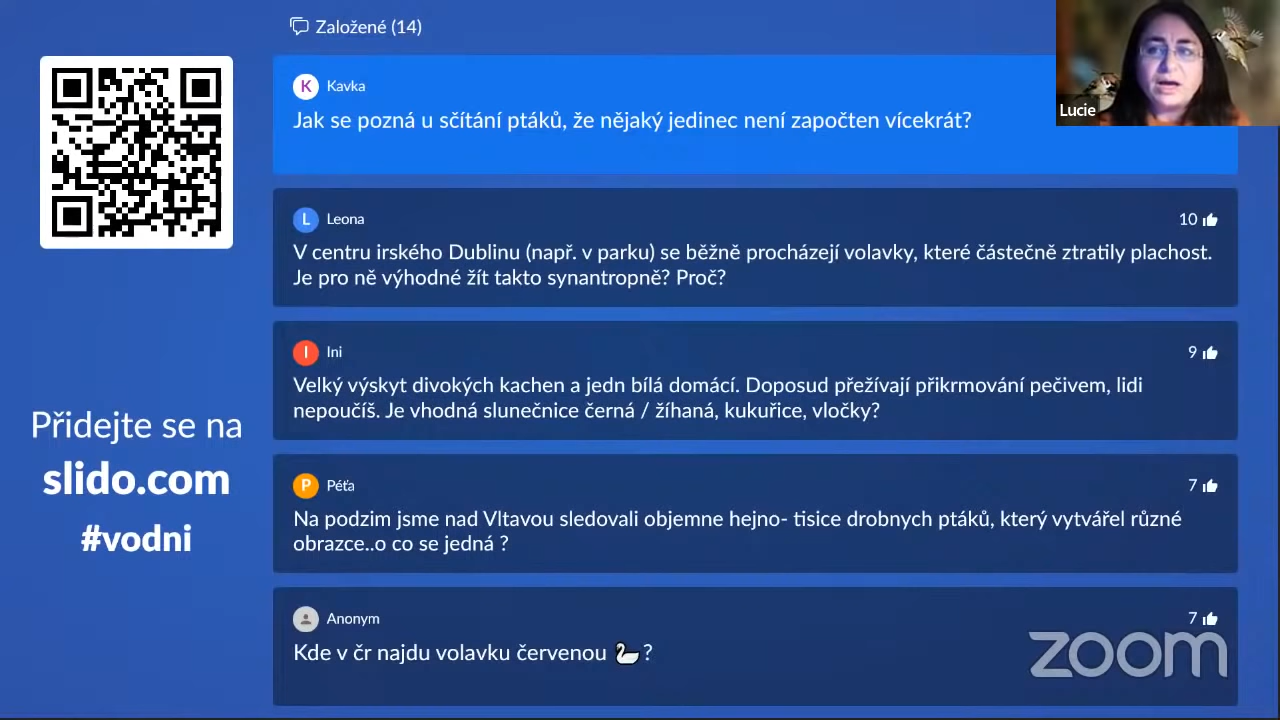 Založené (14)
Lucie
K Kavka
Jak se pozná u sčítání ptáků, že nějaký jedinec není započten vícekrát?
L Leona 10
V centru irského Dublinu (např. v parku) se běžně procházejí volavky, které částečně ztratily plachost.
Je pro ně výhodné žít takto synantropně? Proč?
I Ini 9
Velký výskyt divokých kachen a jedn bílá domácí. Doposud přežívají přikrmování pečivem, lidi
nepoučíš. Je vhodná slunečnice černá / žíhaná, kukuřice, vločky?
P Péťa 7
Na podzim jsme nad Vltavou sledovali objemne hejno- tisice drobnych ptáků, který vytvářel různé
obrazce..o co se jedná ?
Anonym 7
Kde v čr najdu volavku červenou 🦢?
Přidejte se na
slido.com
#vodni
zoom